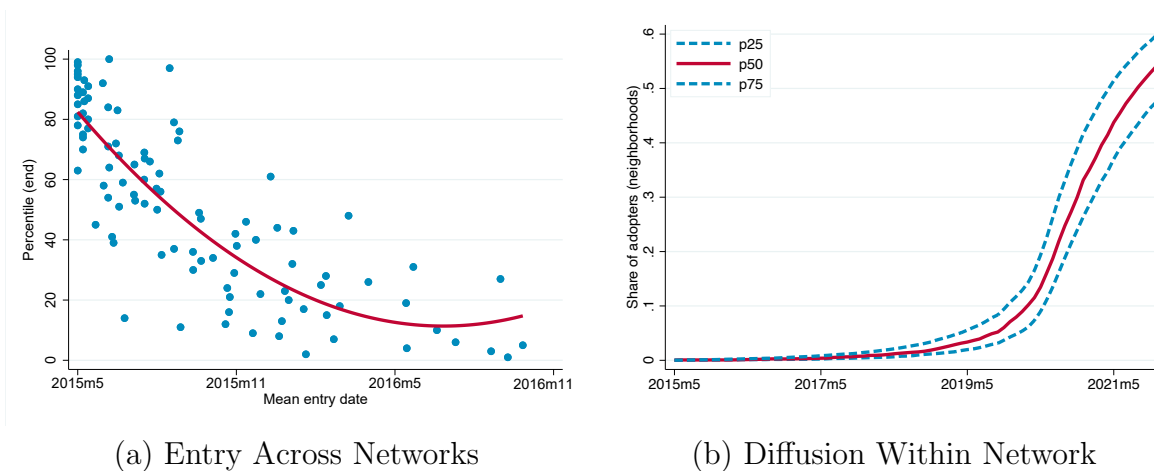 Percentile (end)
100
80
60
40
20
0
2015m5
2015m11
2016m5
2016m11
Mean entry date
(a) Entry Across Networks
Share of adopters (neighborhoods)
.6
.5
.4
.3
.2
.1
0
p25
p50
p75
2015m5
2017m5
2019m5
2021m5
(b) Diffusion Within Network